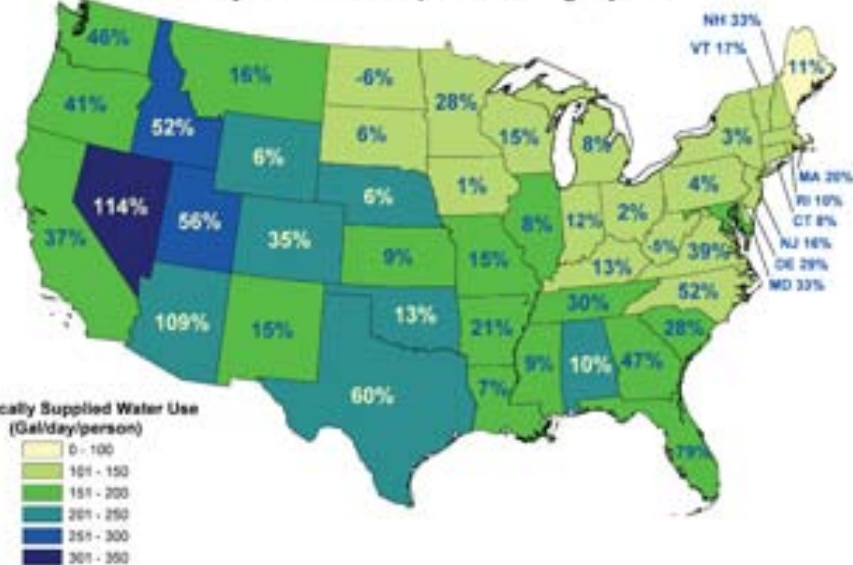 NH 33%
VT 17%
46%
16%
-6%
28%
11%
41%
52%
6%
15%
8%
3%
6%
MA 20%
RI 10%
CT 8%
NJ 16%
DE 29%
MD 33%
114%
56%
35%
6%
1%
8%
12%
2%
4%
-5%
39%
37%
9%
15%
13%
52%
109%
15%
13%
21%
30%
28%
60%
7%
9%
10%
47%
79%
cally Supplied Water Use
(Gal/day/person)
0 - 100
101 - 150
151 - 200
201 - 250
251 - 300
301 - 350